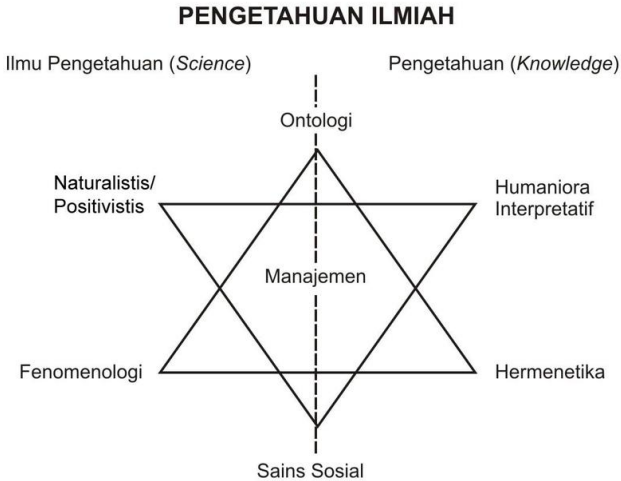 PENGETAHUAN ILMIAH
Ilmu Pengetahuan (Science)
Pengetahuan (Knowledge)
Ontologi
Naturalistis/
Positivistis
Humaniora
Interpretatif
Manajemen
Fenomenologi
Hermenetika
Sains Sosial